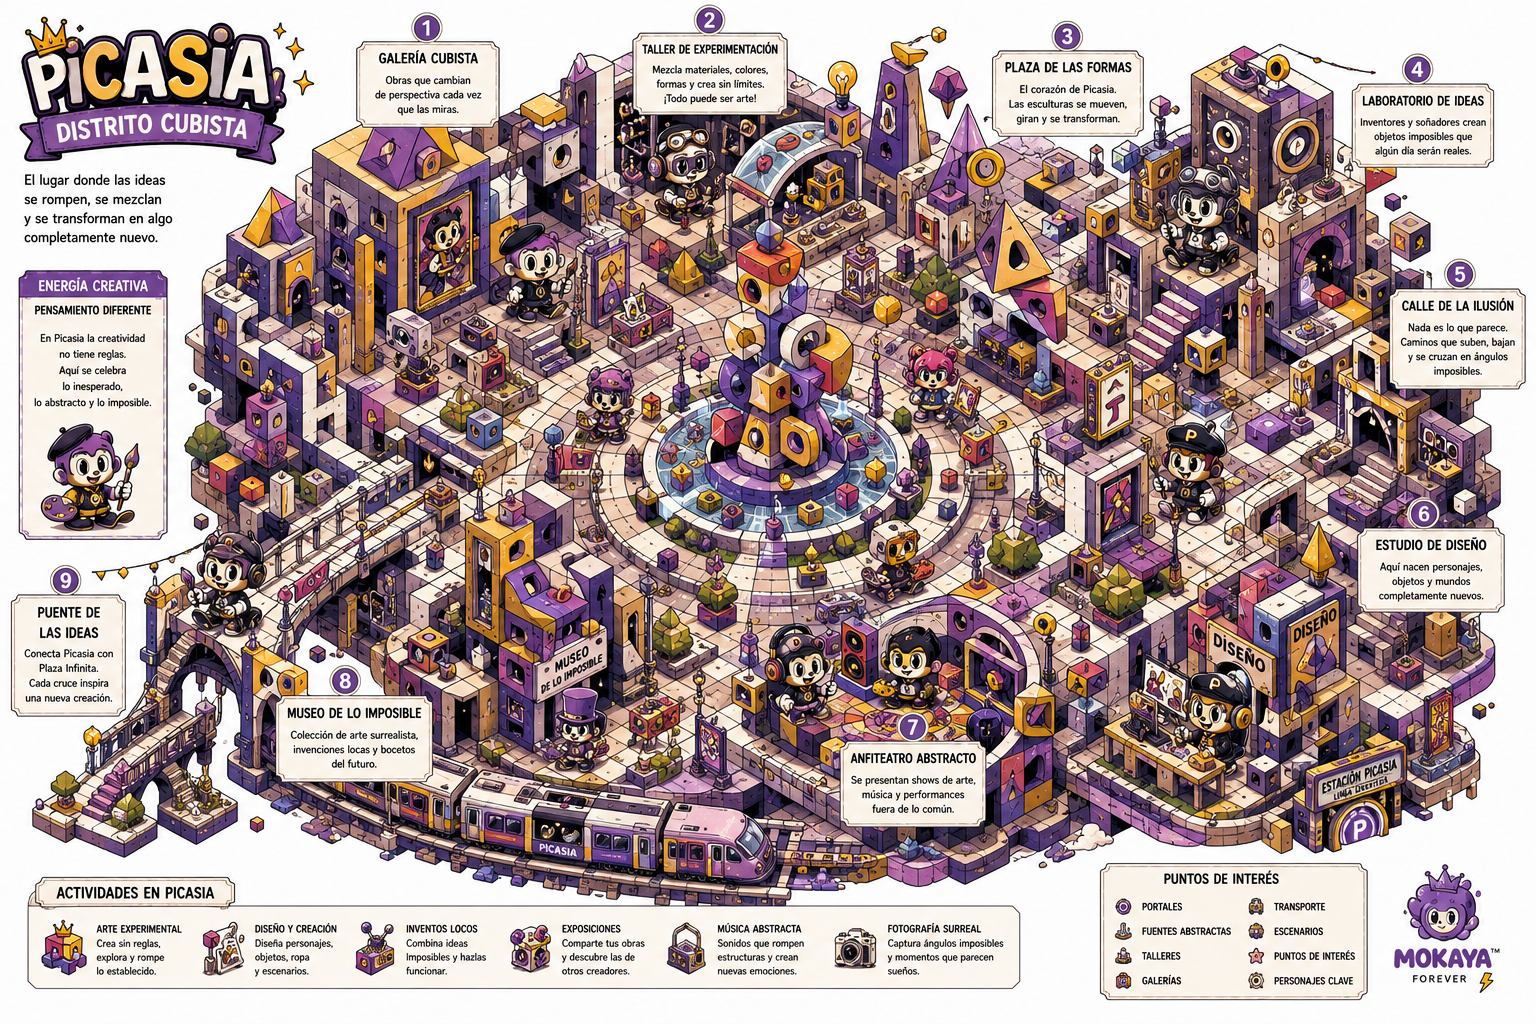 PiCASiA
DISTRITO CUBISTA
El lugar donde las ideas
se rompen, se mezclan
y se transforman en algo
completamente nuevo.
ENERGÍA CREATIVA
PENSAMIENTO DIFERENTE
En Picasia la creatividad
no tiene reglas.
Aquí se celebra
lo inesperado,
lo abstracto y lo imposible.
1
GALERÍA CUBISTA
Obras que cambian
de perspectiva cada vez
que las miras.
2
TALLER DE EXPERIMENTACIÓN
Mezcla materiales, colores,
formas y crea sin límites.
¡Todo puede ser arte!
3
PLAZA DE LAS FORMAS
El corazón de Picasia.
Las esculturas se mueven,
giran y se transforman.
4
LABORATORIO DE IDEAS
Inventores y soñadores crean
objetos imposibles que
algún día serán reales.
5
CALLE DE LA ILUSIÓN
Nada es lo que parece.
Caminos que suben, bajan
y se cruzan en ángulos
imposibles.
6
ESTUDIO DE DISEÑO
Aquí nacen personajes,
objetos y mundos
completamente nuevos.
DISEÑO
DISEÑO
P
P
7
ANFITEATRO ABSTRACTO
Se presentan shows de arte,
música y performances
fuera de lo común.
8
MUSEO DE LO IMPOSIBLE
Colección de arte surrealista,
invenciones locas y bocetos
del futuro.
MUSEO
DE LO IMPOSIBLE
9
PUENTE DE
LAS IDEAS
Conecta Picasia con
Plaza Infinita.
Cada cruce inspira
una nueva creación.
PICASIA
ESTACIÓN PICASIA
P
ACTIVIDADES EN PICASIA
ARTE EXPERIMENTAL
Crea sin reglas,
explora y rompe
lo establecido.
DISEÑO Y CREACIÓN
Diseña personajes,
objetos, ropa
y escenarios.
INVENTOS LOCOS
Combina ideas
Imposibles y hazlas
funcionar.
EXPOSICIONES
Comparte tus obras
y descubre las de
otros creadores.
MÚSICA ABSTRACTA
Sonidos que rompen
estructuras y crean
nuevas emociones.
FOTOGRAFÍA SURREAL
Captura ángulos imposibles
y momentos que parecen
sueños.
PUNTOS DE INTERÉS
PORTALES
FUENTES ABSTRACTAS
TALLERES
GALERÍAS
TRANSPORTE
ESCENARIOS
PUNTOS DE INTERÉS
PERSONAJES CLAVE
MOKAYA™
FOREVER